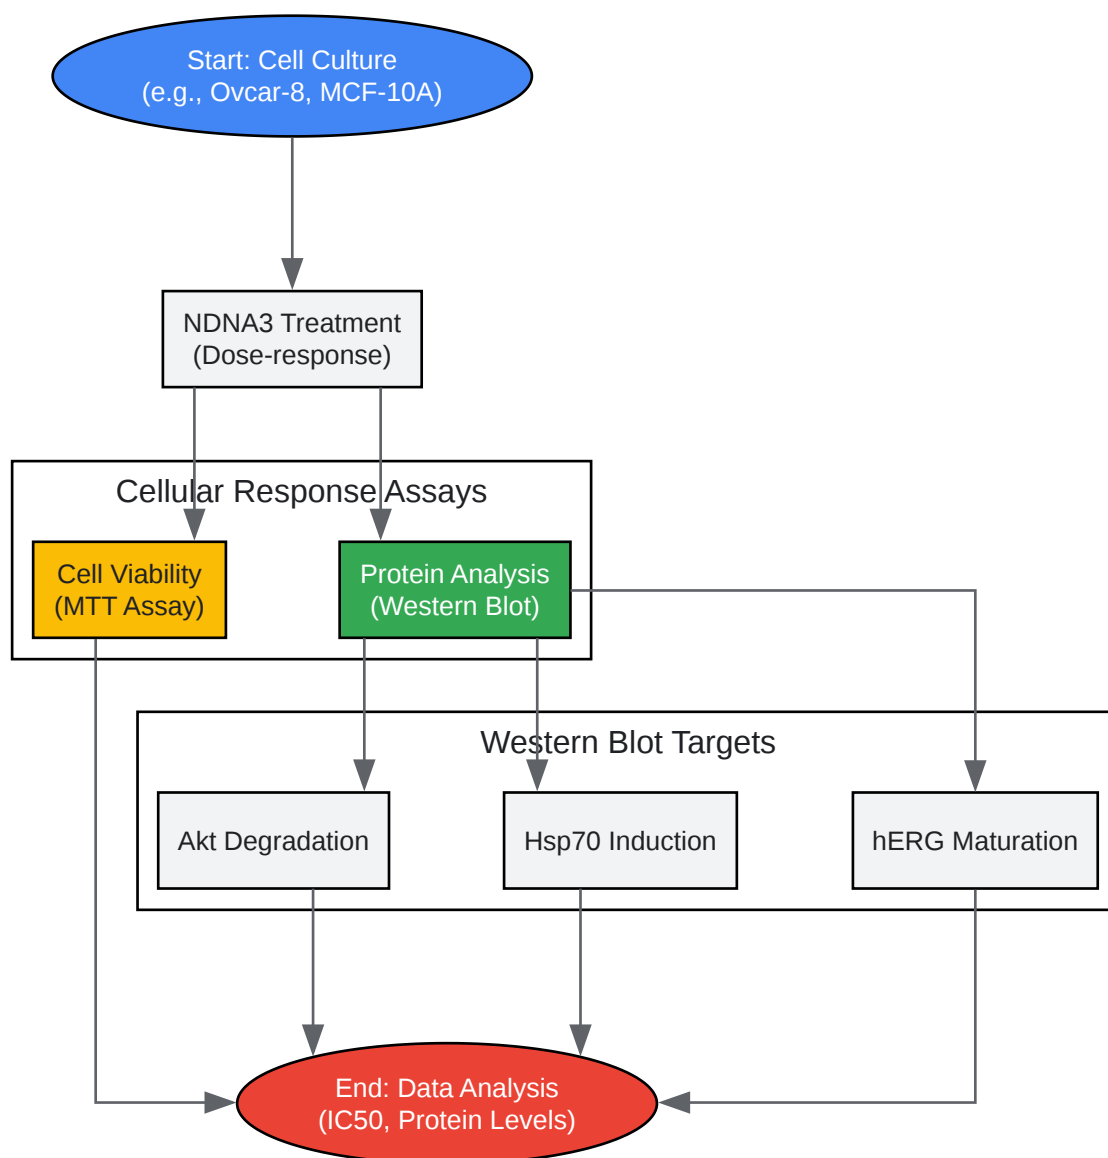 Start: Cell Culture
(e.g., Ovcar-8, MCF-10A)
NDNA3 Treatment
(Dose-response)
Cellular Response Assays
Cell Viability
(MTT Assay)
Protein Analysis
(Western Blot)
Western Blot Targets
Akt Degradation
Hsp70 Induction
hERG Maturation
End: Data Analysis
(IC50, Protein Levels)